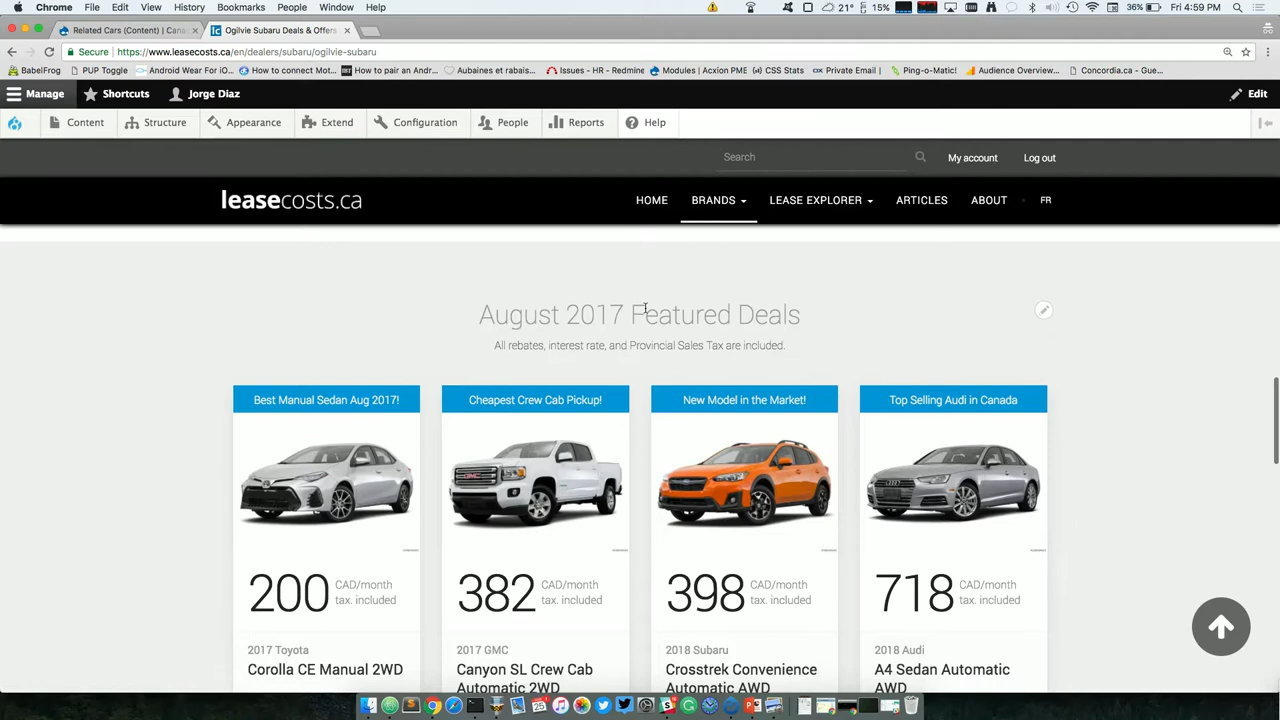 Chrome File Edit View History Bookmarks People Window Help 21° 15% 36% Fri 4:59 PM
Related Cars (Content) | Cana
Ogilvie Subaru Deals & Offers
Secure https://www.leasecosts.ca/en/dealers/subaru/ogilvie-subaru
BabelFrog PUP Toggle Android Wear For iO... How to connect Mot... How to pair an Andr... Aubaines et rabais... Issues - HR - Redmine Modules | Acxion PME CSS Stats Private Email | Ping-o-Matic! Audience Overview... Concordia.ca - Gue...
Manage Shortcuts Jorge Diaz Edit
Content Structure Appearance Extend Configuration People Reports Help
Search My account Log out
leasecosts.ca HOME BRANDS LEASE EXPLORER ARTICLES ABOUT FR
August 2017 Featured Deals
All rebates, interest rate, and Provincial Sales Tax are included.
Best Manual Sedan Aug 2017!
200 CAD/month
tax. included
2017 Toyota
Corolla CE Manual 2WD
Cheapest Crew Cab Pickup!
GMC
382 CAD/month
tax. included
2017 GMC
Canyon SL Crew Cab
Automatic 2WD
New Model in the Market!
398 CAD/month
tax. included
2018 Subaru
Crosstrek Convenience
Automatic AWD
Top Selling Audi in Canada
718 CAD/month
tax. included
2018 Audi
A4 Sedan Automatic
AWD